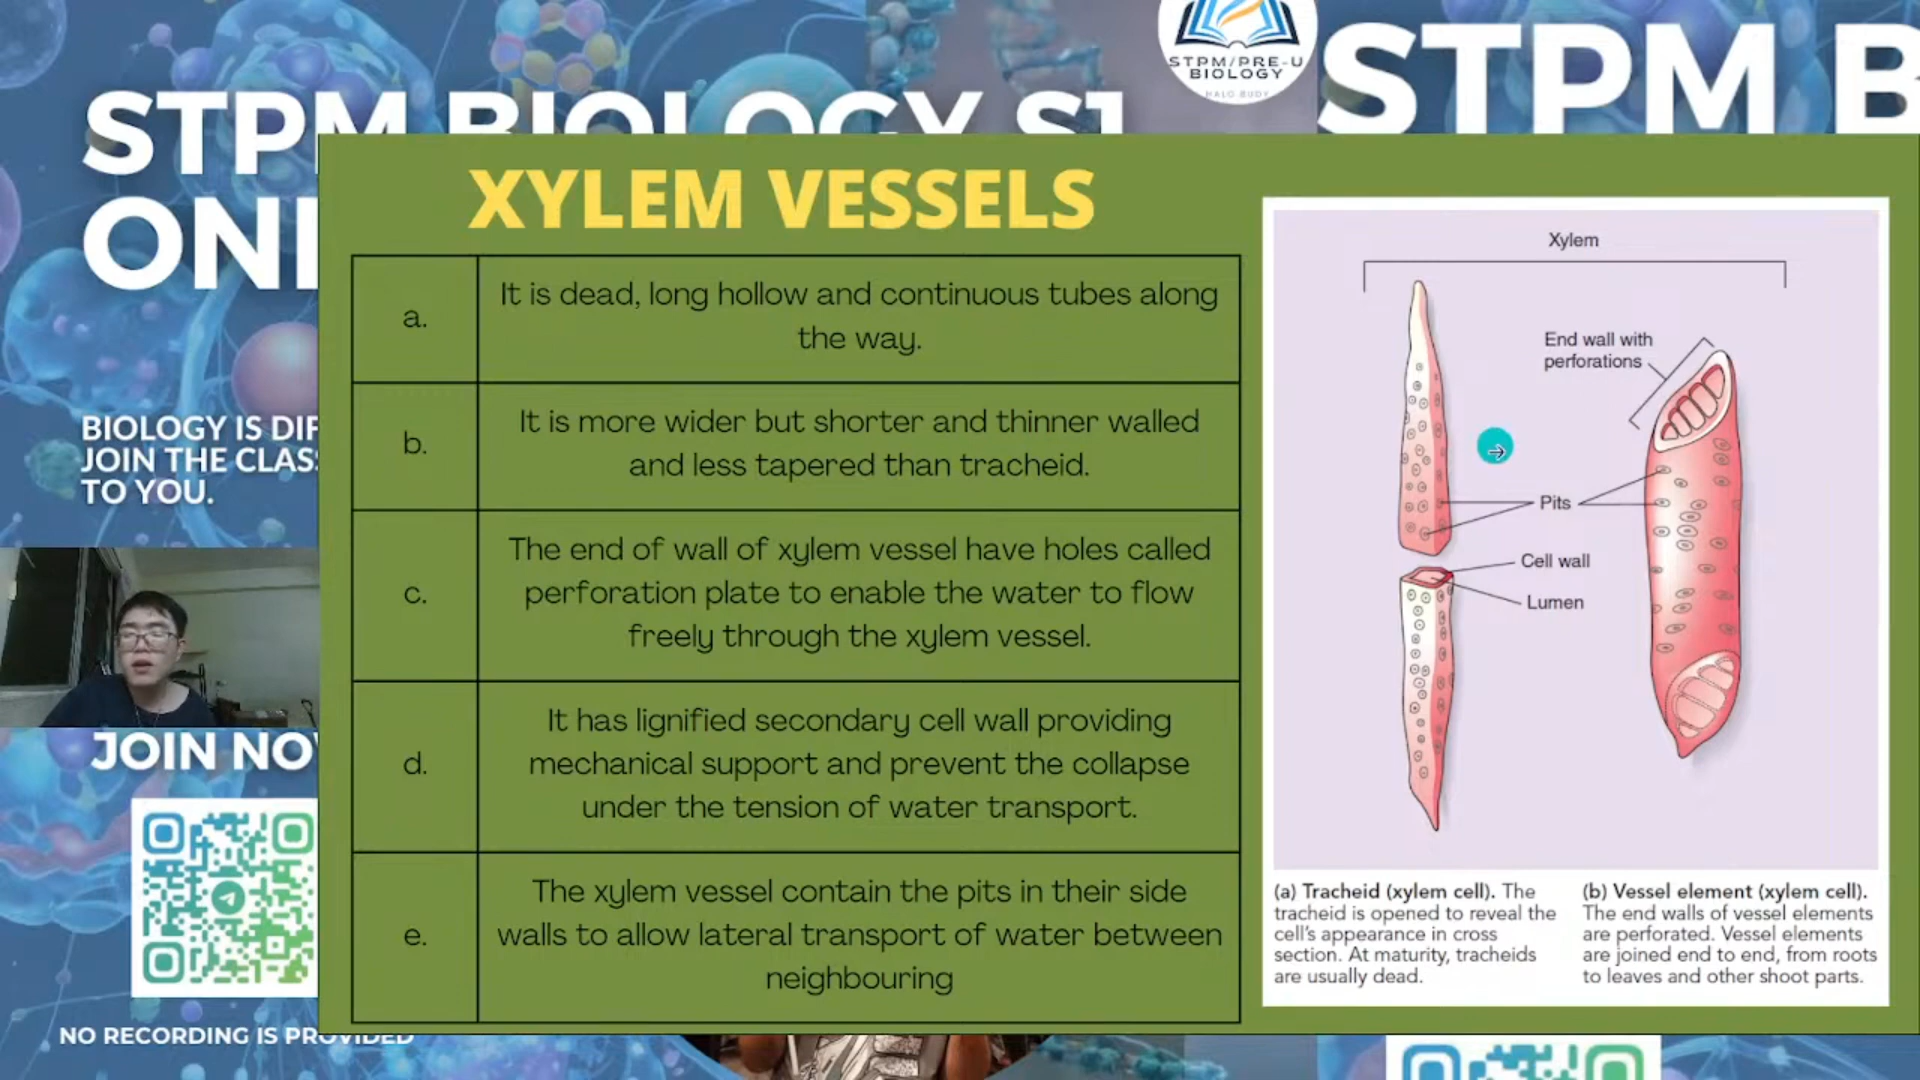 STPM/PRE-U
BIOLOGY
HALO BUDY
STPM B
STPM BIOLOGY S1
ONL
BIOLOGY IS DIF
JOIN THE CLAS
TO YOU.
JOIN NO
NO RECORDING IS PROVIDED
XYLEM VESSELS
a.
It is dead, long hollow and continuous tubes along
the way.
b.
It is more wider but shorter and thinner walled
and less tapered than tracheid.
c.
The end of wall of xylem vessel have holes called
perforation plate to enable the water to flow
freely through the xylem vessel.
d.
It has lignified secondary cell wall providing
mechanical support and prevent the collapse
under the tension of water transport.
e.
The xylem vessel contain the pits in their side
walls to allow lateral transport of water between
neighbouring
Xylem
End wall with
perforations
Pits
Cell wall
Lumen
(a) Tracheid (xylem cell). The
tracheid is opened to reveal the
cell's appearance in cross
section. At maturity, tracheids
are usually dead.
(b) Vessel element (xylem cell).
The end walls of vessel elements
are perforated. Vessel elements
are joined end to end, from roots
to leaves and other shoot parts.